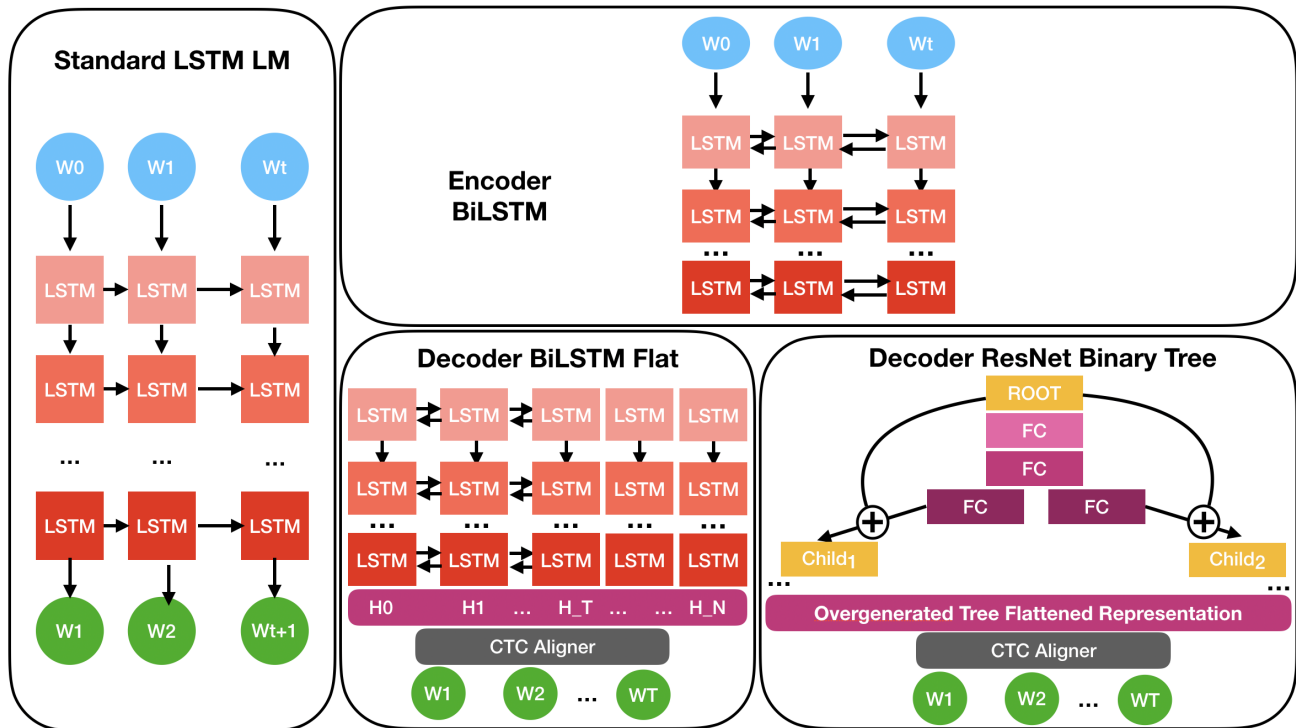 Standard LSTM LM
W0 W1 Wt
LSTM LSTM LSTM
LSTM LSTM LSTM
... ... ...
LSTM LSTM LSTM
W1 W2 Wt+1
Encoder
BiLSTM
W0 W1 Wt
LSTM LSTM LSTM
LSTM LSTM LSTM
... ... ...
LSTM LSTM LSTM
Decoder BiLSTM Flat
LSTM LSTM LSTM LSTM LSTM
LSTM LSTM LSTM LSTM LSTM
... ... ... ... ...
LSTM LSTM LSTM LSTM LSTM
H0 H1 ... H_T ... ... H_N
CTC Aligner
W1 W2 ... WT
Decoder ResNet Binary Tree
ROOT
FC
FC
FC FC
+ +
Child1 Child2
... ...
Overgenerated Tree Flattened Representation
CTC Aligner
W1 W2 ... WT